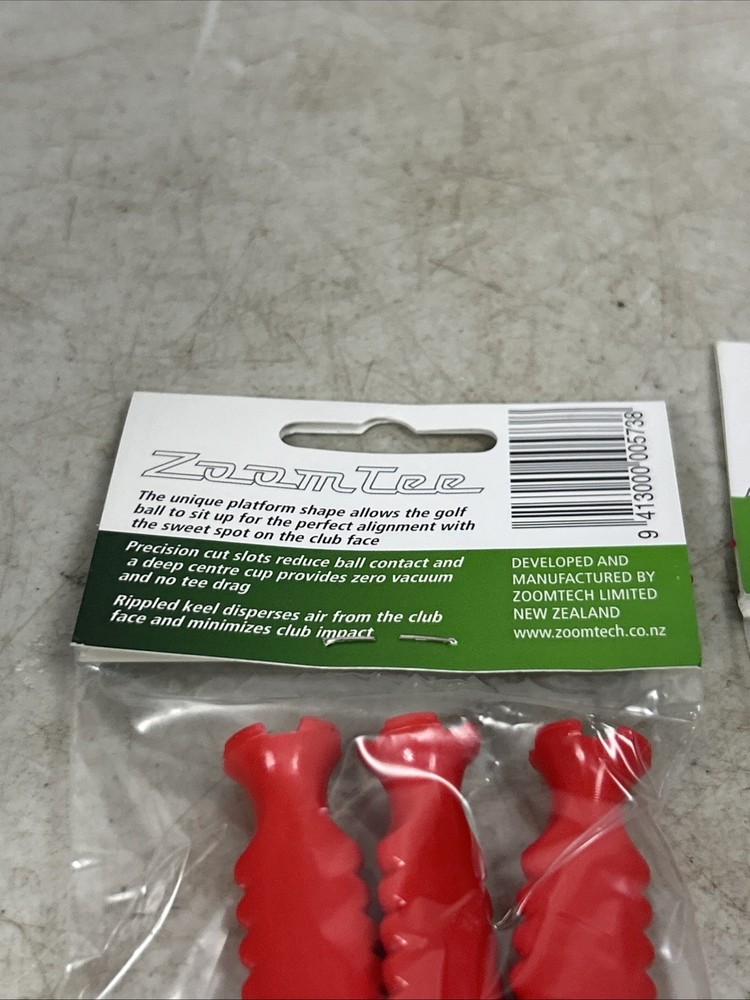 ZoomTee
The unique platform shape allows the golf
ball to sit up for the perfect alignment with
the sweet spot on the club face
Precision cut slots reduce ball contact and
a deep centre cup provides zero vacuum
and no tee drag
Rippled keel disperses air from the club
face and minimizes club impact
9 413000 005738
DEVELOPED AND
MANUFACTURED BY
ZOOMTECH LIMITED
NEW ZEALAND
www.zoomtech.co.nz